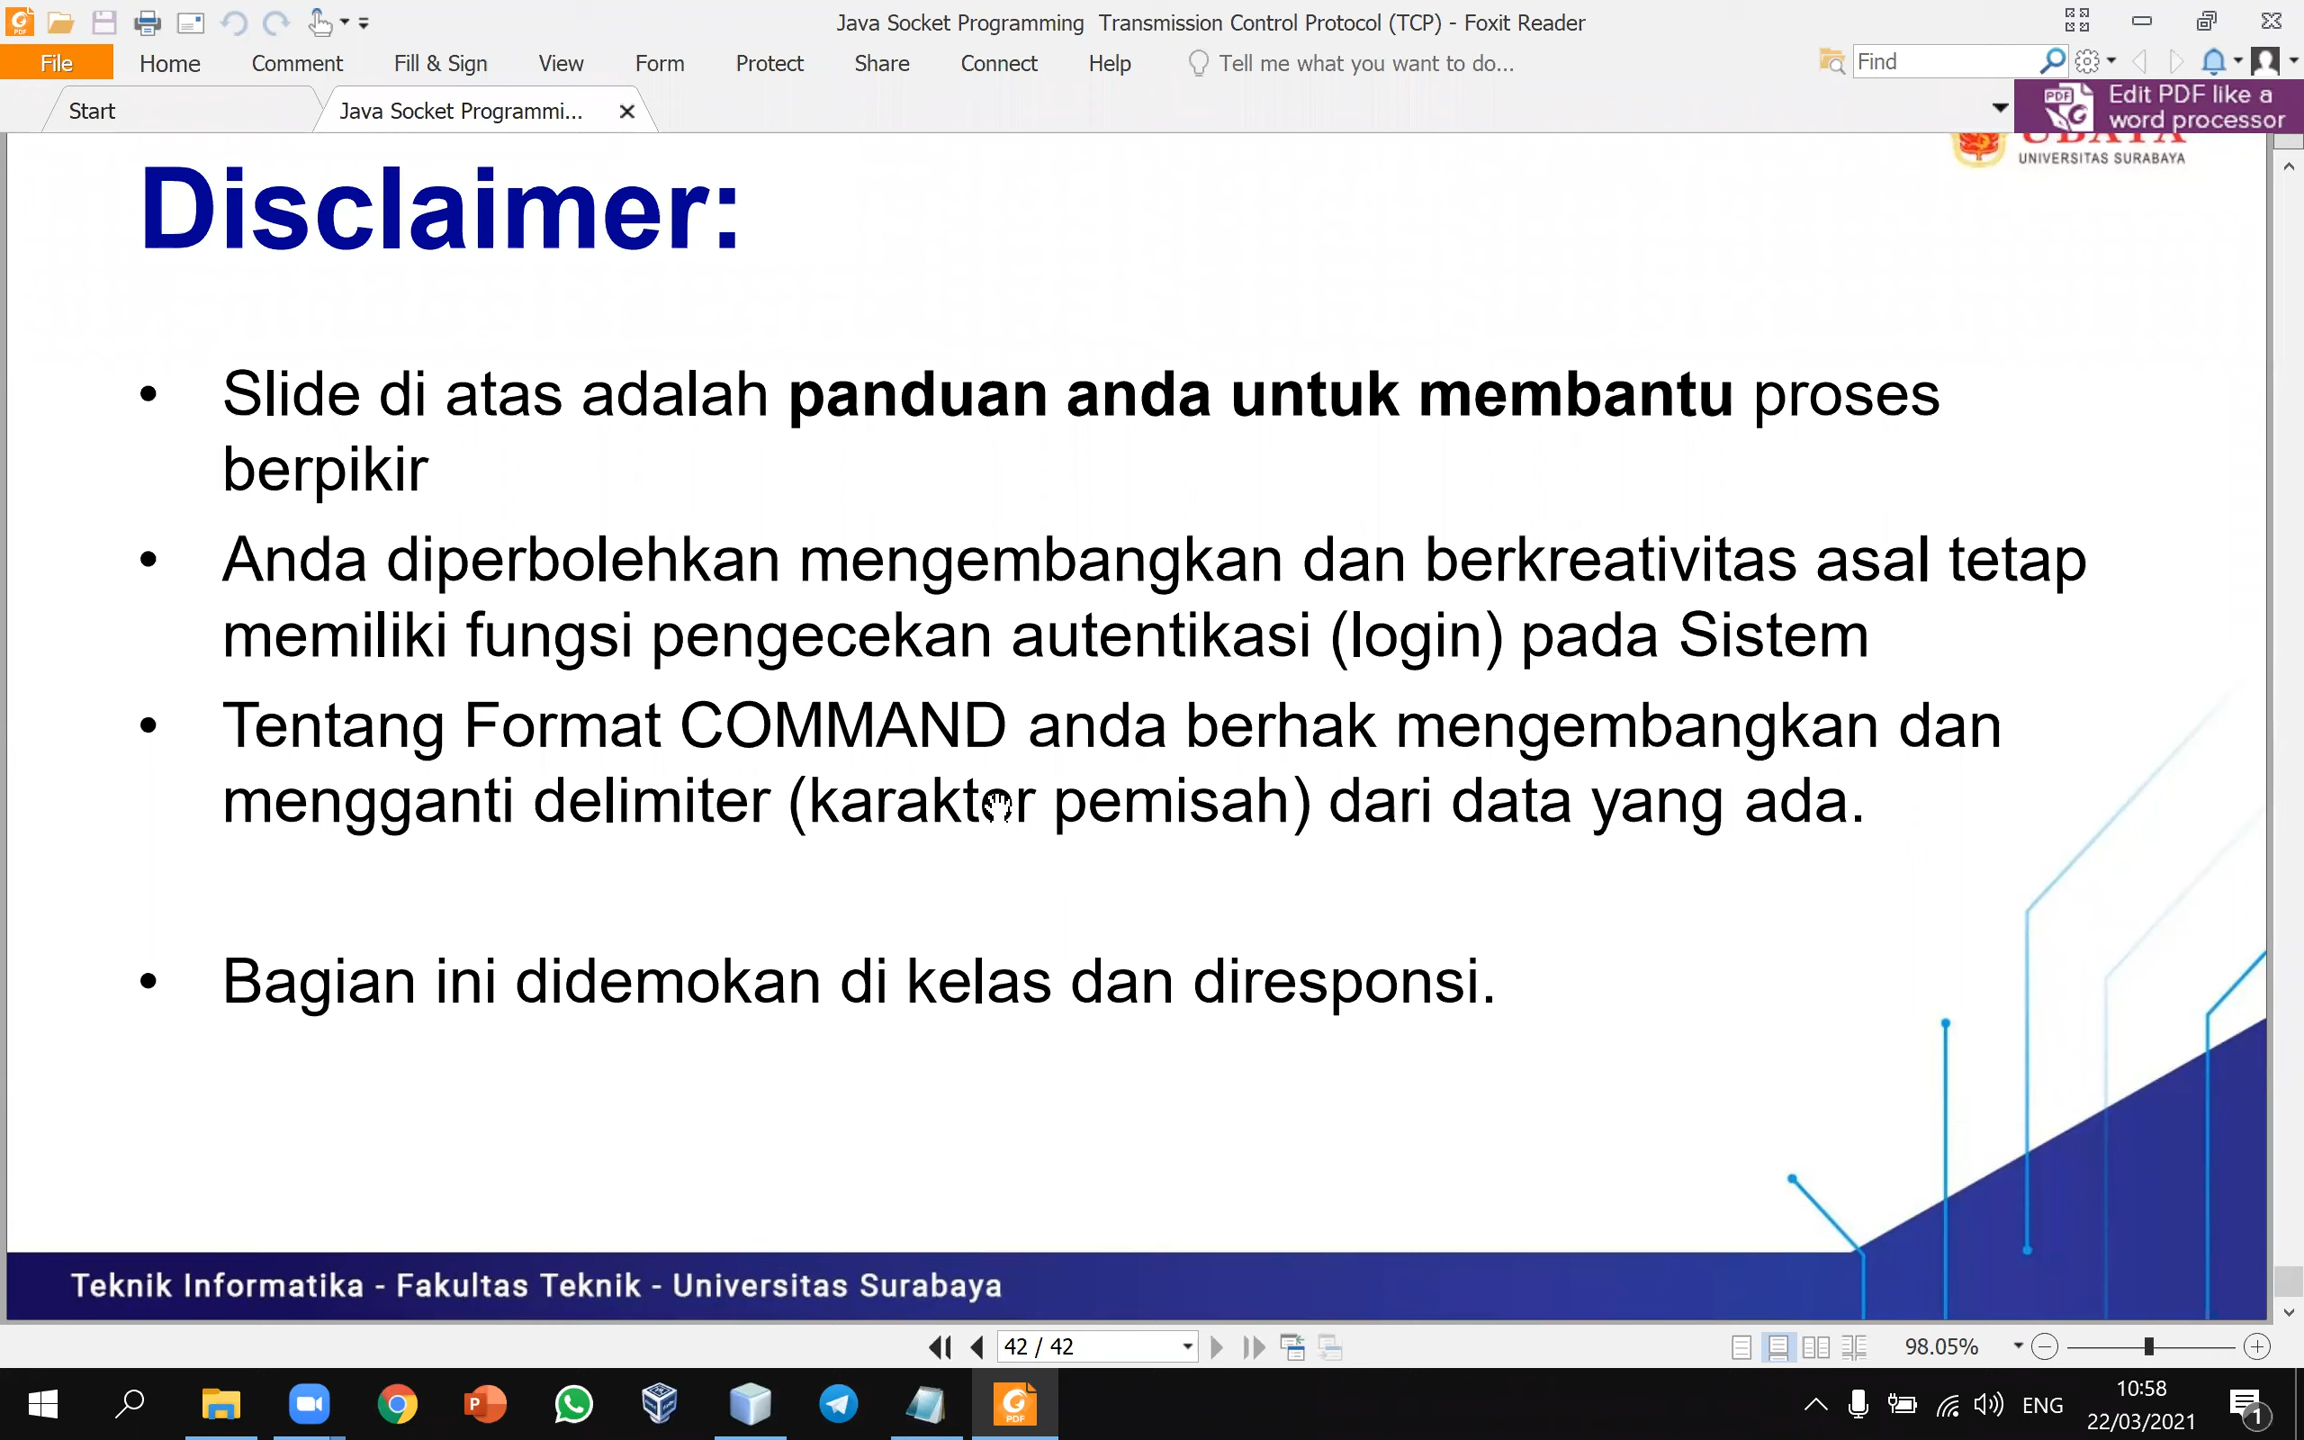 Java Socket Programming  Transmission Control Protocol (TCP) - Foxit Reader
File Home Comment Fill & Sign View Form Protect Share Connect Help Tell me what you want to do... Find
Start Java Socket Programmi...
Edit PDF like a
word processor
UBAYA
UNIVERSITAS SURABAYA
Disclaimer:
• Slide di atas adalah panduan anda untuk membantu proses
berpikir
• Anda diperbolehkan mengembangkan dan berkreativitas asal tetap
memiliki fungsi pengecekan autentikasi (login) pada Sistem
• Tentang Format COMMAND anda berhak mengembangkan dan
mengganti delimiter (karakter pemisah) dari data yang ada.
• Bagian ini didemokan di kelas dan diresponsi.
Teknik Informatika - Fakultas Teknik - Universitas Surabaya
42 / 42 98.05%
ENG
10:58
22/03/2021
1